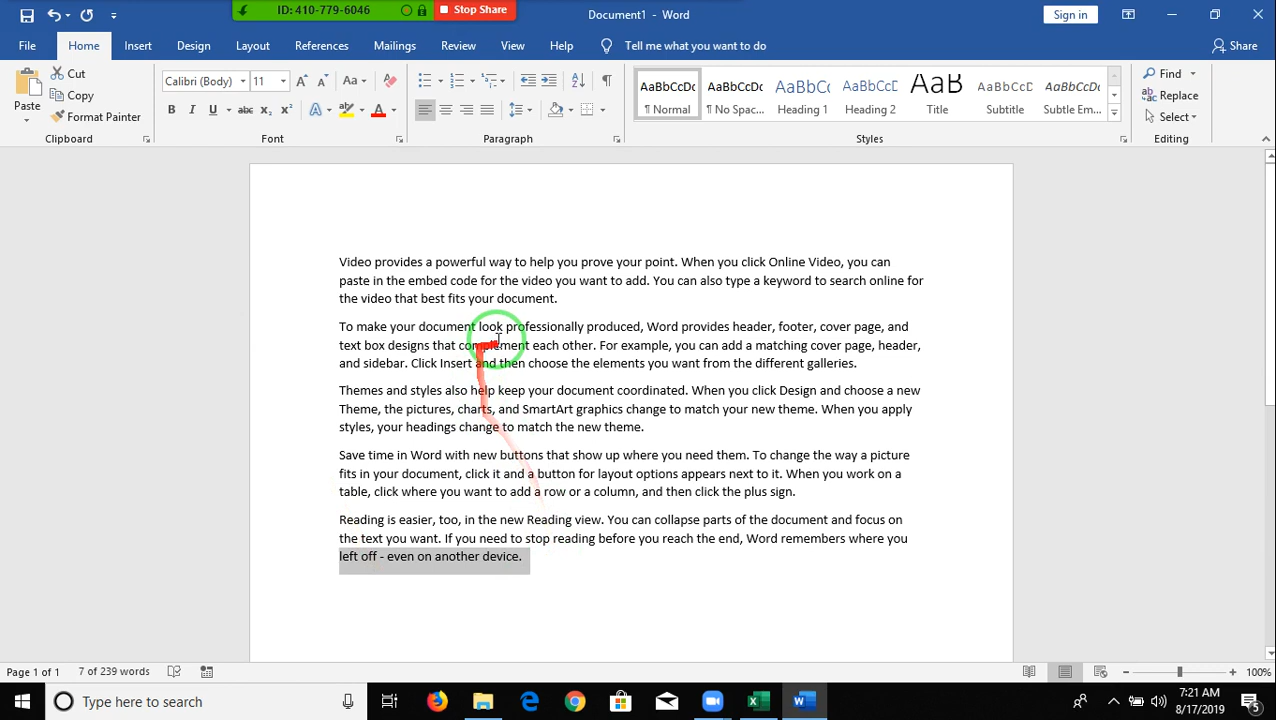 ID: 410-779-6046 Stop Share
Document1 - Word
Sign in
File Home Insert Design Layout References Mailings Review View Help Tell me what you want to do Share
Paste
Cut
Copy
Format Painter
Clipboard
Calibri (Body) 11 Aa
B I U abc x₂ x² A ab A
Font
Paragraph
AaBbCcDc AaBbCcDc AaBbCc AaBbCcC AaB AaBbCcD AaBbCcDc
¶ Normal ¶ No Spac... Heading 1 Heading 2 Title Subtitle Subtle Em...
Styles
Find
Replace
Select
Editing
Video provides a powerful way to help you prove your point. When you click Online Video, you can
paste in the embed code for the video you want to add. You can also type a keyword to search online for
the video that best fits your document.
To make your document look professionally produced, Word provides header, footer, cover page, and
text box designs that complement each other. For example, you can add a matching cover page, header,
and sidebar. Click Insert and then choose the elements you want from the different galleries.
Themes and styles also help keep your document coordinated. When you click Design and choose a new
Theme, the pictures, charts, and SmartArt graphics change to match your new theme. When you apply
styles, your headings change to match the new theme.
Save time in Word with new buttons that show up where you need them. To change the way a picture
fits in your document, click it and a button for layout options appears next to it. When you work on a
table, click where you want to add a row or a column, and then click the plus sign.
Reading is easier, too, in the new Reading view. You can collapse parts of the document and focus on
the text you want. If you need to stop reading before you reach the end, Word remembers where you
left off - even on another device.
Page 1 of 1 7 of 239 words 100%
Type here to search
7:21 AM
8/17/2019
5